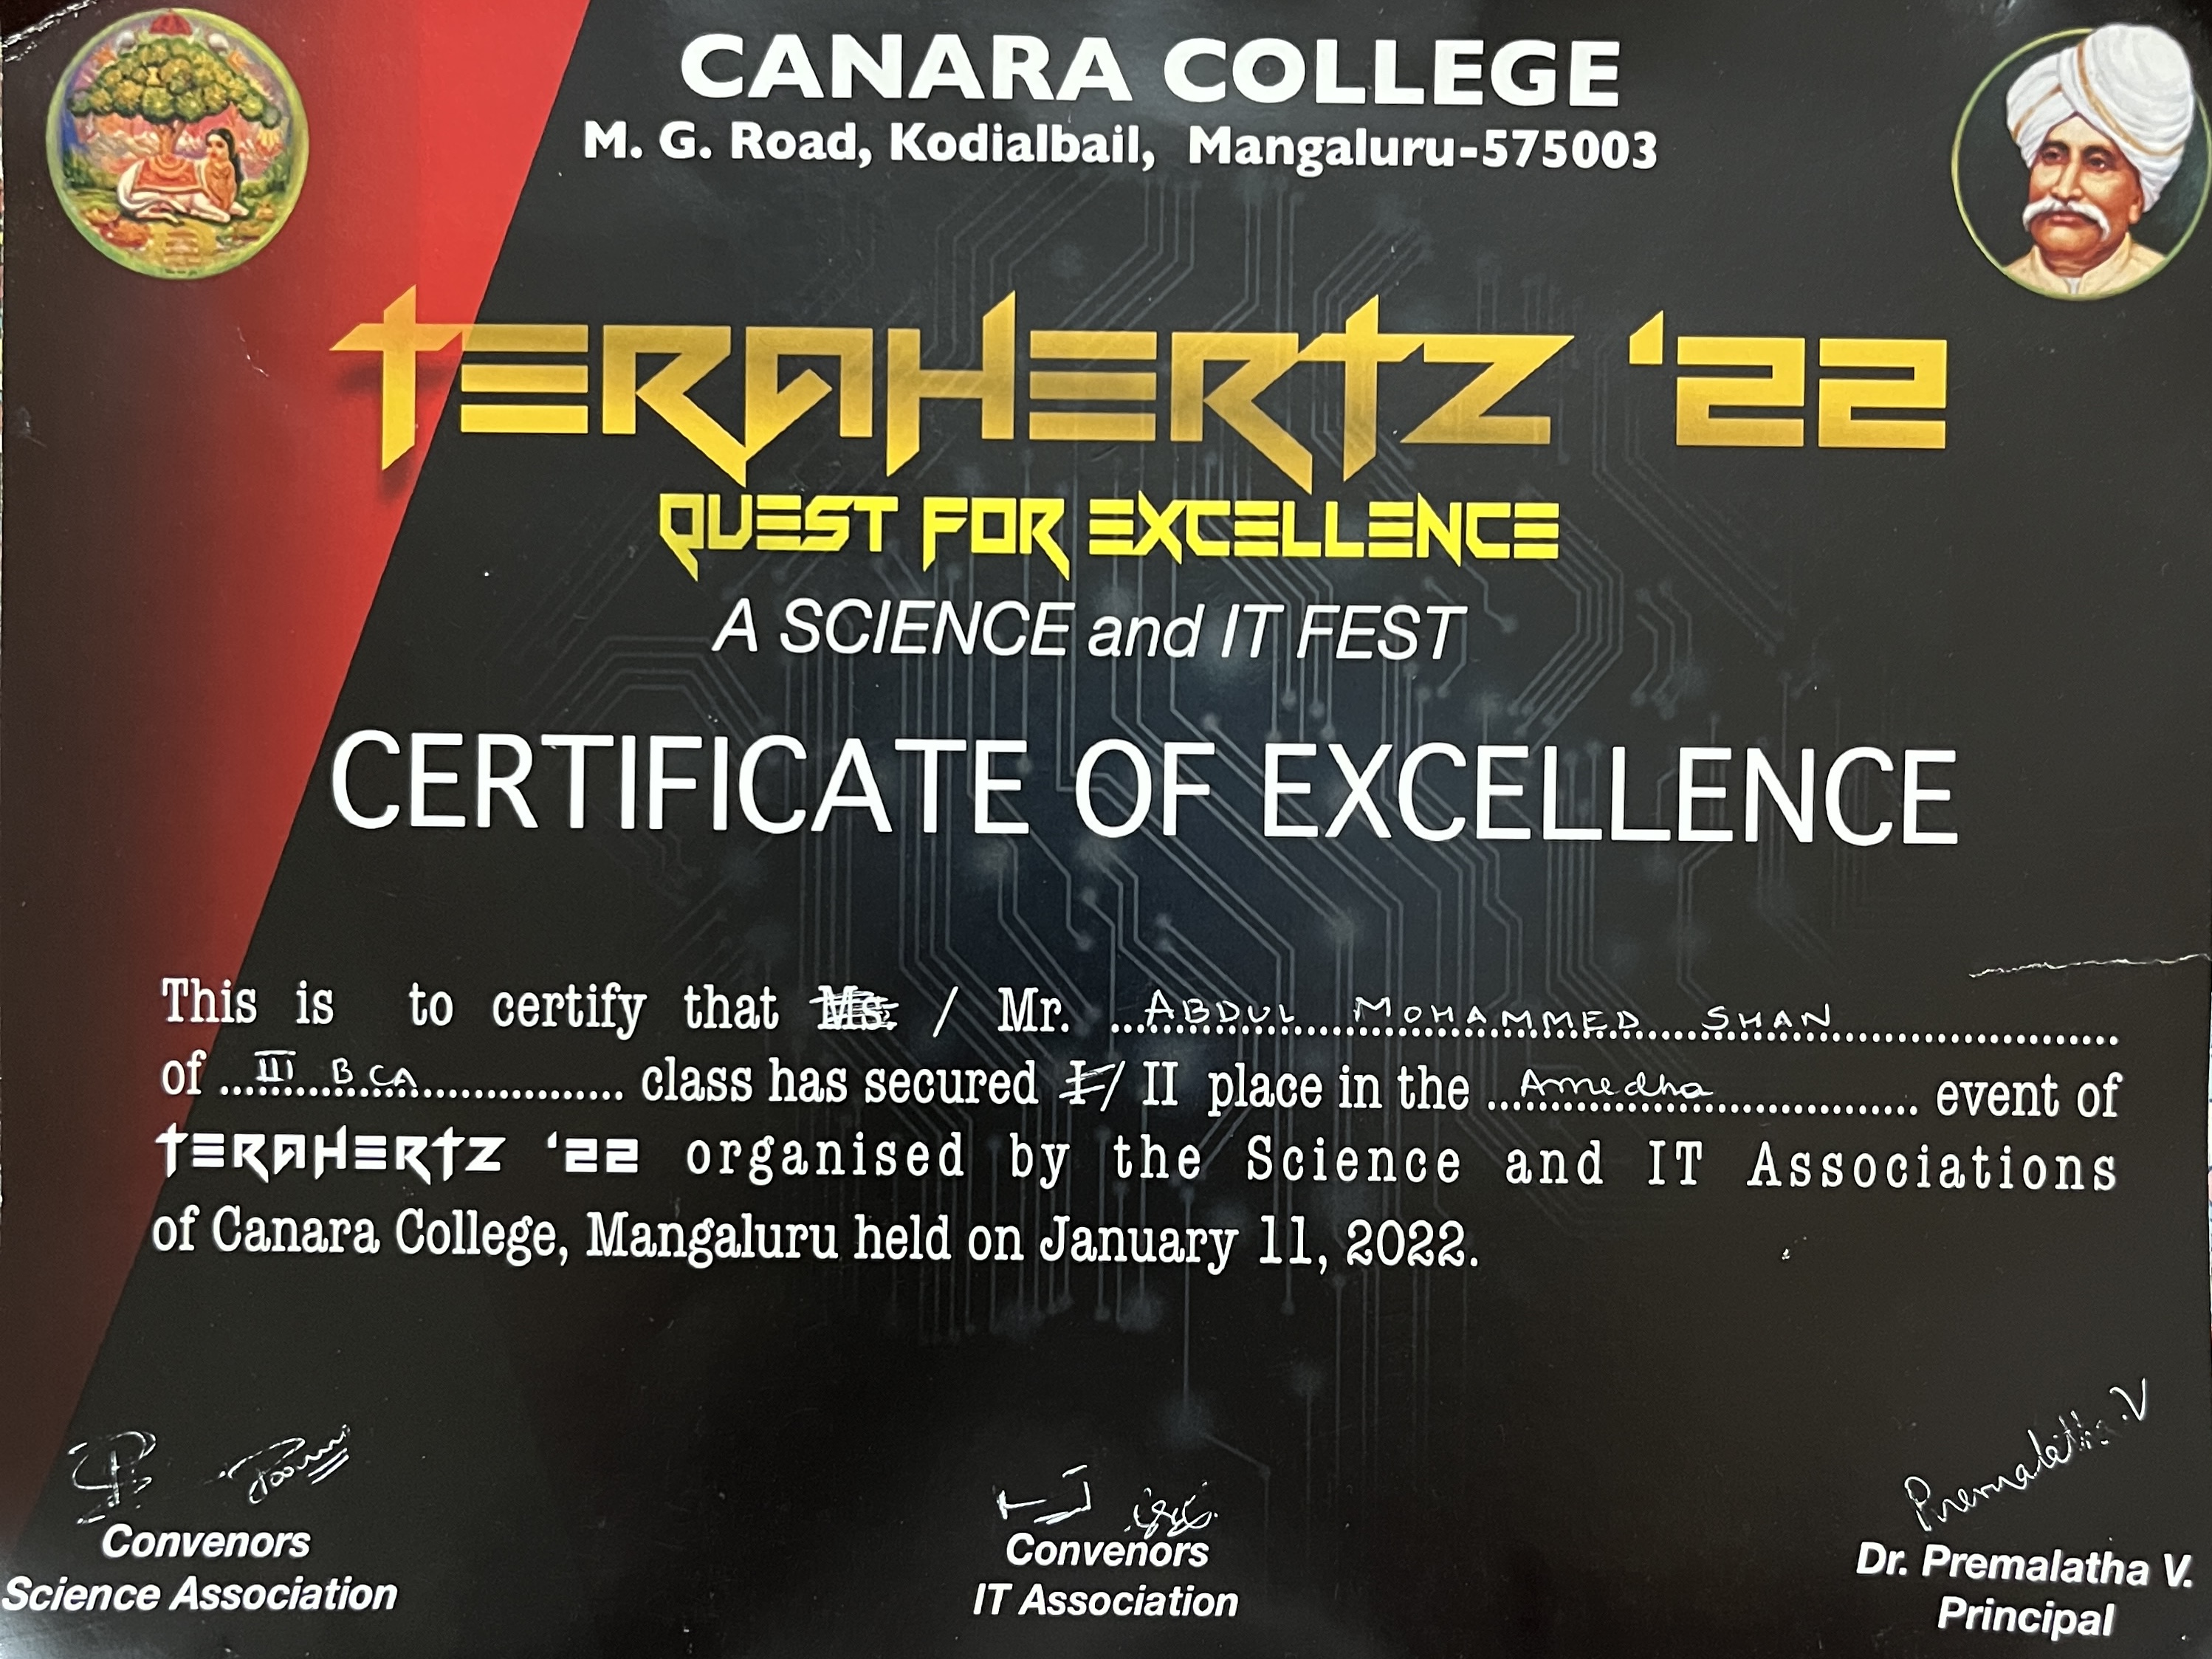 CANARA COLLEGE
M. G. Road, Kodialbail, Mangaluru-575003
TERAHERTZ '22
QUEST FOR EXCELLENCE
A SCIENCE and IT FEST
CERTIFICATE OF EXCELLENCE
This is to certify that Ms. / Mr. ABDUL MOHAMMED SHAN
of III BCA class has secured I / II place in the Amedha event of
TERAHERTZ '22 organised by the Science and IT Associations
of Canara College, Mangaluru held on January 11, 2022.
Premalatha.V
Convenors
Science Association
Convenors
IT Association
Dr. Premalatha V.
Principal